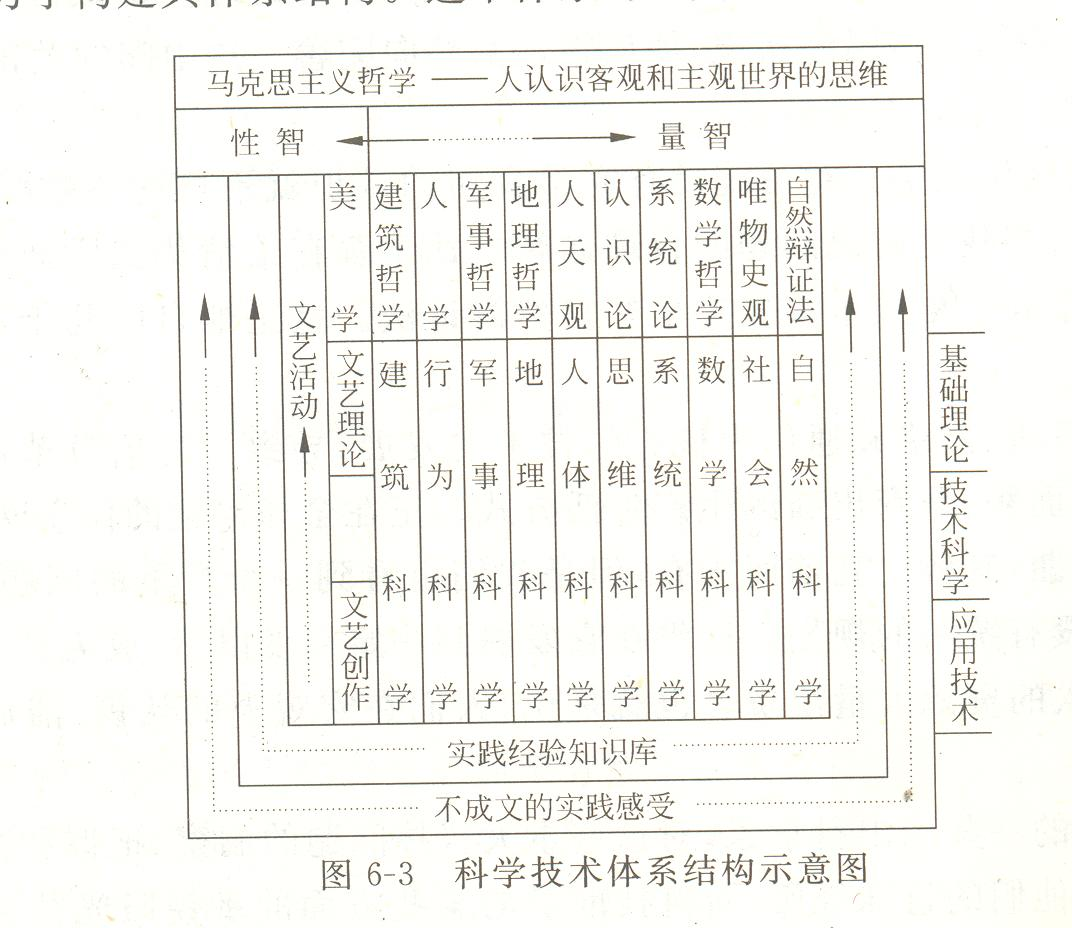 马克思主义哲学 —— 人认识客观和主观世界的思维
性智
量智
美学
建筑哲学
人学
军事哲学
地理哲学
人天观
认识论
系统论
数学哲学
唯物史观
自然辩证法
文艺活动
文艺理论
文艺创作
建筑科学
行为科学
军事科学
地理科学
人体科学
思维科学
系统科学
数学科学
社会科学
自然科学
基础理论
技术科学
应用技术
实践经验知识库
不成文的实践感受
图 6-3 科学技术体系结构示意图